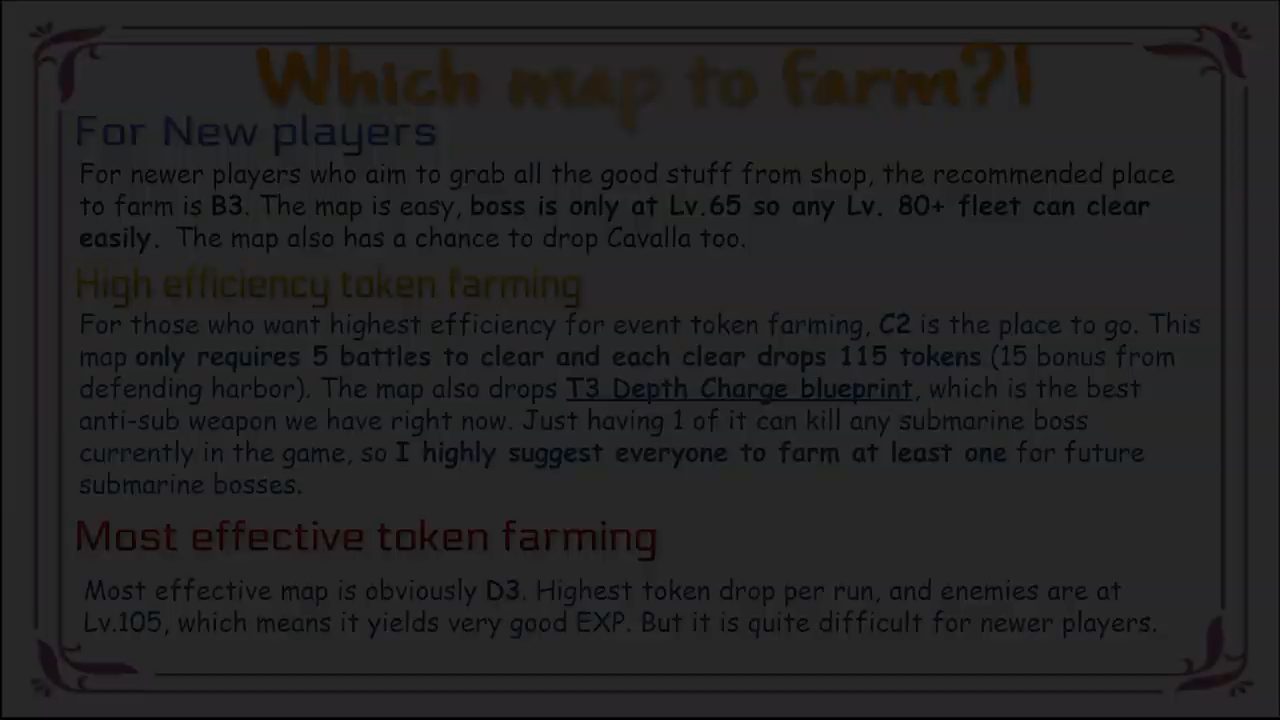 Which map to farm?!
For New players
For newer players who aim to grab all the good stuff from shop, the recommended place
to farm is B3. The map is easy, boss is only at Lv.65 so any Lv. 80+ fleet can clear
easily. The map also has a chance to drop Cavalla too.
High efficiency token farming
For those who want highest efficiency for event token farming, C2 is the place to go. This
map only requires 5 battles to clear and each clear drops 115 tokens (15 bonus from
defending harbor). The map also drops T3 Depth Charge blueprint, which is the best
anti-sub weapon we have right now. Just having 1 of it can kill any submarine boss
currently in the game, so I highly suggest everyone to farm at least one for future
submarine bosses.
Most effective token farming
Most effective map is obviously D3. Highest token drop per run, and enemies are at
Lv.105, which means it yields very good EXP. But it is quite difficult for newer players.